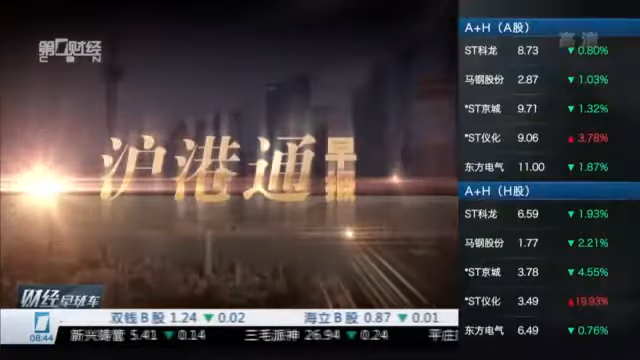 第一财经
CBN
沪港通早报
高清
A+H（A股）
ST科龙 8.73 ▼0.80%
马钢股份 2.87 ▼1.03%
*ST京城 9.71 ▼1.32%
*ST仪化 9.06 ▲3.78%
东方电气 11.00 ▼1.87%
A+H（H股）
ST科龙 6.59 ▼1.93%
马钢股份 1.77 ▼2.21%
*ST京城 3.78 ▼4.55%
*ST仪化 3.49 ▲19.93%
东方电气 6.49 ▼0.76%
财经早班车
双钱B股 1.24 ▼0.02 海立B股 0.87 ▼0.01
08:44 新兴铸管 5.41 ▼0.14 三毛派神 26.94 ▼0.24 平庄